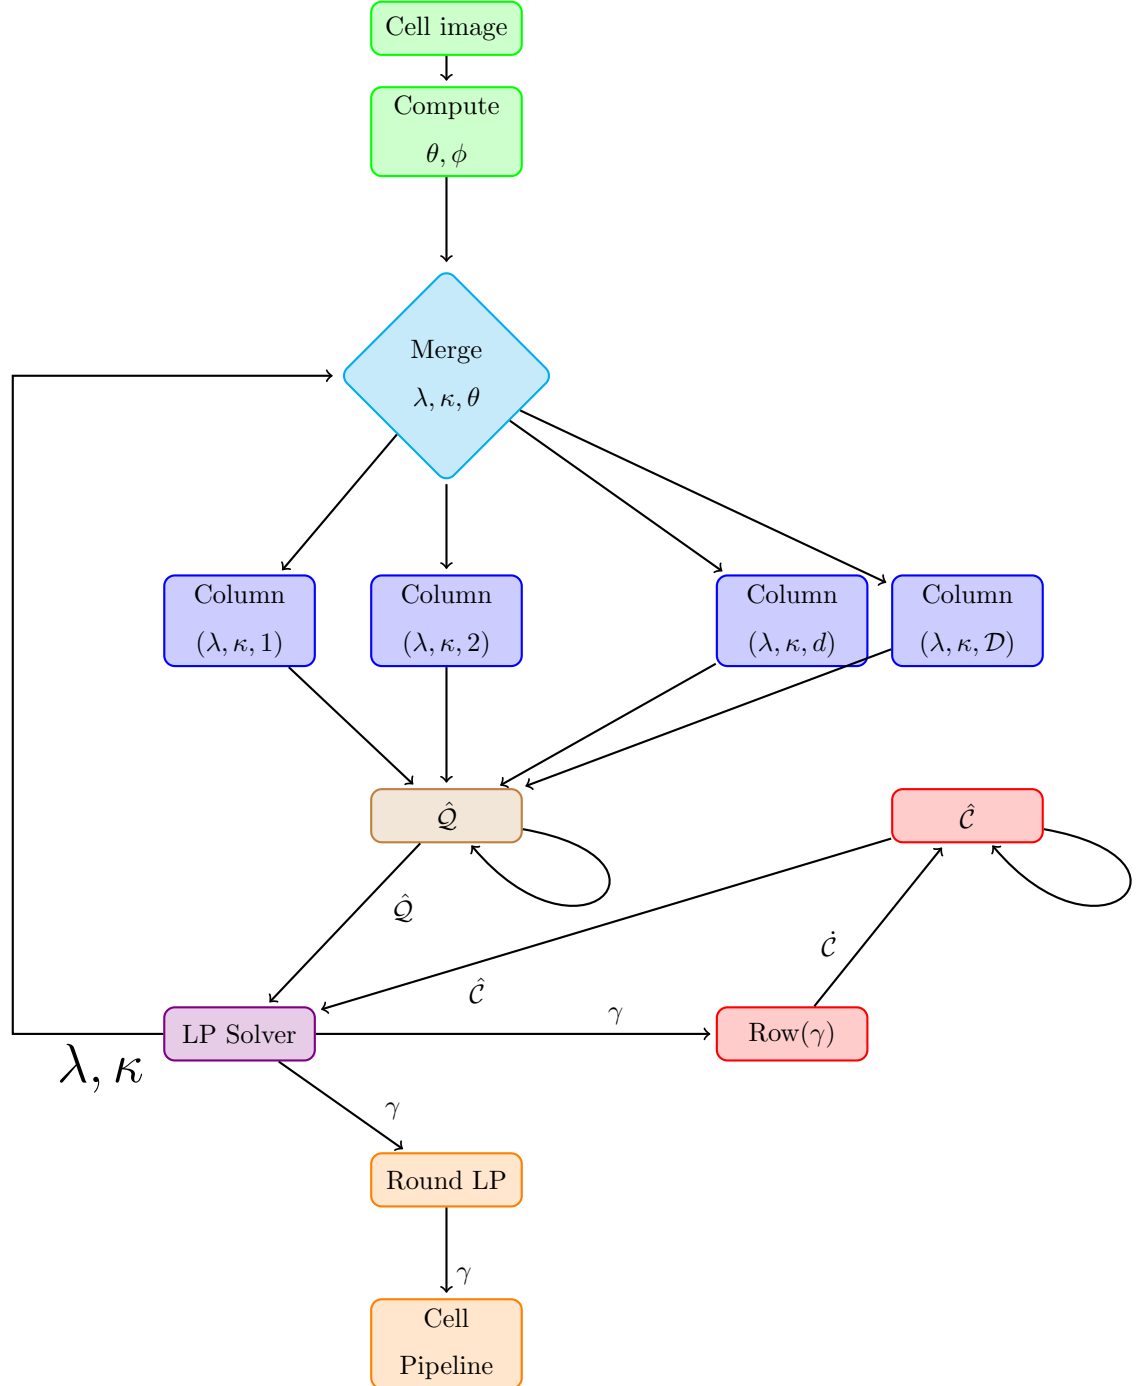 Cell image
Compute
θ, ϕ
Merge
λ, κ, θ
Column
(λ, κ, 1)
Column
(λ, κ, 2)
Column
(λ, κ, d)
Column
(λ, κ, 𝒟)
𝒬̂
𝒞̂
𝒬̂
𝒞̇
𝒞̂
γ
LP Solver
Row(γ)
λ, κ
γ
Round LP
γ
Cell
Pipeline